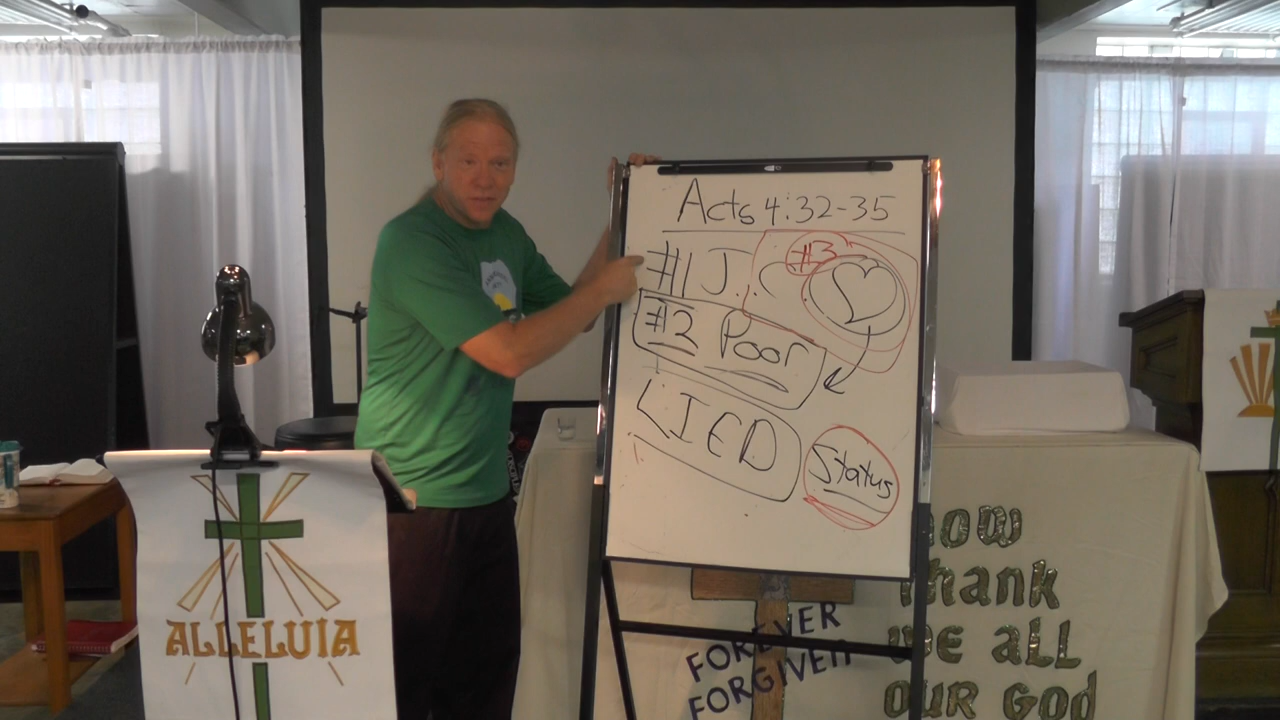 Acts 4:32-35
#1 J.C
#3
#2 Poor
LIED
Status
ALLELUIA
FOREVER
FORGIVEN
now
thank
we all
our God